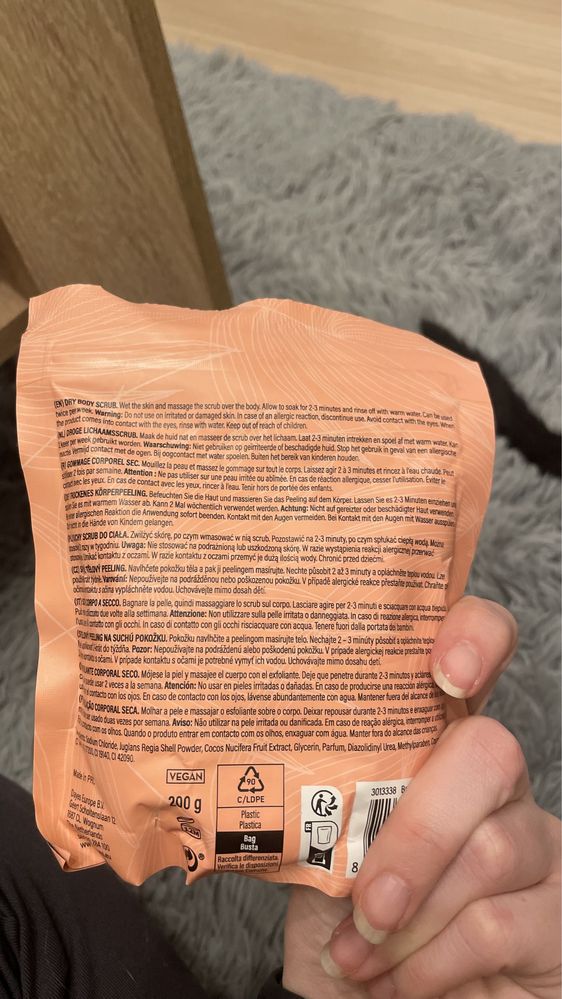 (EN) DRY BODY SCRUB. Wet the skin and massage the scrub over the body. Allow to soak for 2-3 minutes and rinse off with warm water. Can be used
twice per week. Warning: Do not use on irritated or damaged skin. In case of an allergic reaction, discontinue use. Avoid contact with the eyes. When
the product comes into contact with the eyes, rinse with water. Keep out of reach of children.
(NL) DROGE LICHAAMSSCRUB. Maak de huid nat en masseer de scrub over het lichaam. Laat 2-3 minuten intrekken en spoel af met warm water. Kan
per week gebruikt worden. Waarschuwing: Niet gebruiken op geïrriteerde of beschadigde huid. Stop het gebruik in geval van een allergische
reactie. Vermijd contact met de ogen. Bij oogcontact met water spoelen. Buiten het bereik van kinderen houden.
GOMMAGE CORPOREL SEC. Mouillez la peau et massez le gommage sur tout le corps. Laissez agir 2 à 3 minutes et rincez à l'eau chaude. Peut
2 fois par semaine. Attention : Ne pas utiliser sur une peau irritée ou abîmée. En cas de réaction allergique, cesser l'utilisation. Éviter le
avec les yeux. En cas de contact avec les yeux, rincer à l'eau. Tenir hors de portée des enfants.
TROCKENES KÖRPERPEELING. Befeuchten Sie die Haut und massieren Sie das Peeling auf dem Körper. Lassen Sie es 2-3 Minuten einziehen
Sie es mit warmem Wasser ab. Kann 2 Mal wöchentlich verwendet werden. Achtung: Nicht auf gereizter oder beschädigter Haut verwenden.
allergischen Reaktion die Anwendung sofort beenden. Kontakt mit den Augen vermeiden. Bei Kontakt mit den Augen Wasser
nicht in die Hände von Kindern gelangen.
SUCHY SCRUB DO CIAŁA. Zwilżyć skórę, po czym wmasować w nią scrub. Pozostawić na 2-3 minuty, po czym spłukać ciepłą wodą. Można
razy w tygodniu. Uwaga: Nie stosować na podrażnioną lub uszkodzoną skórę. W razie wystąpienia reakcji alergicznej przerwać
Unikać kontaktu z oczami. W razie kontaktu z oczami przemyć je dużą ilością wody. Chronić przed dziećmi.
(CZ) PEELING. Navlhčete pokožku těla a pak ji peelingem masírujte. Nechte působit 2 až 3 minuty a opláchněte teplou vodou. Lze
týdně. Varování: Nepoužívejte na podrážděnou nebo poškozenou pokožku. V případě alergické reakce přestaňte používat. Chraňte
očima vypláchněte vodou. Uchovávejte mimo dosah dětí.
(IT) CORPO A SECCO. Bagnare la pelle, quindi massaggiare lo scrub sul corpo. Lasciare agire per 2-3 minuti e sciacquare con acqua
due volte alla settimana. Attenzione: Non utilizzare sulla pelle irritata o danneggiata. In caso di reazione allergica,
contatto con gli occhi. In caso di contatto con gli occhi risciacquare con acqua. Tenere fuori dalla portata dei bambini.
PEELING NA SUCHÚ POKOŽKU. Pokožku navlhčite a peelingom masírujte telo. Nechajte 2 – 3 minúty pôsobiť a opláchnite
do týždňa. Pozor: Nepoužívajte na podráždenú alebo poškodenú pokožku. V prípade alergickej reakcie prestaňte
s očami. V prípade kontaktu s očami je potrebné vymyť ich vodou. Uchovávajte mimo dosahu detí.
CORPORAL SECO. Mójese la piel y masajee el cuerpo con el exfoliante. Deje que penetre durante 2-3 minutos y
usar 2 veces a la semana. Atención: No usar en pieles irritadas o dañadas. En caso de producirse una reacción alérgica,
contacto con los ojos. En caso de contacto con los ojos, lávense abundantemente con agua. Mantener fuera del alcance de
CORPORAL SECA. Molhar a pele e massajar o esfoliante sobre o corpo. Deixar repousar durante 2-3 minutos e enxaguar com
usado duas vezes por semana. Aviso: Não utilizar na pele irritada ou danificada. Em caso de reação alérgica, interromper a
com os olhos. Quando o produto entrar em contacto com os olhos, enxaguar com água. Manter fora do alcance das crianças.
Sodium Chloride, Juglans Regia Shell Powder, Cocos Nucifera Fruit Extract, Glycerin, Parfum, Diazolidinyl Urea, Methylparaben,
CI 19140, CI 42090.
Made in PRC
Europe B.V.
Geert Scholtenslaan 12
1687 CL Wognum
Netherlands
VEGAN
200 g
12M
90
C/LDPE
Plastic
Plastica
Bag
Busta
Raccolta differenziata.
Verifica le disposizioni
FR
3013338
8